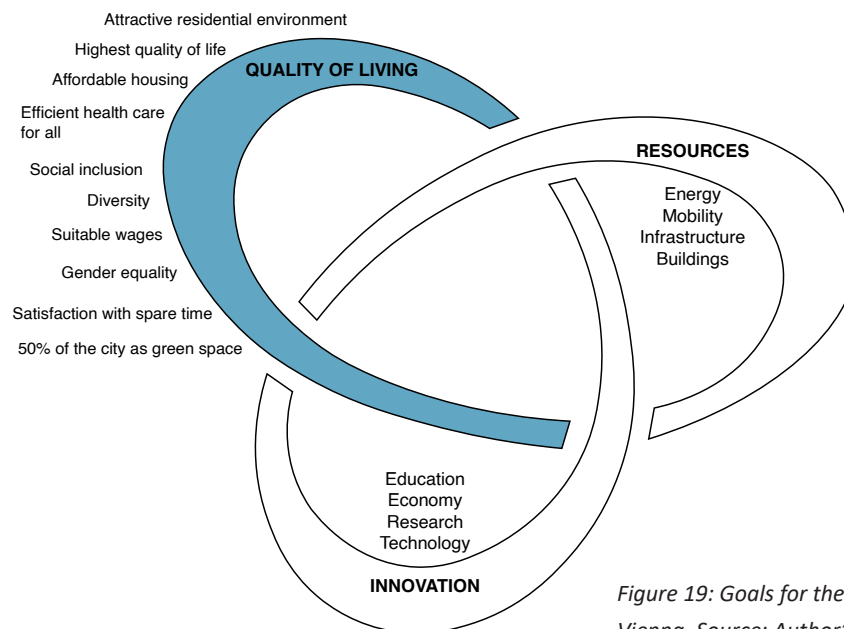 Attractive residential environment
Highest quality of life
QUALITY OF LIVING
Affordable housing
Efficient health care
for all
Social inclusion
Diversity
Suitable wages
Gender equality
Satisfaction with spare time
50% of the city as green space
RESOURCES
Energy
Mobility
Infrastructure
Buildings
Education
Economy
Research
Technology
INNOVATION
Figure 19: Goals for the
Vienna. Source: Author